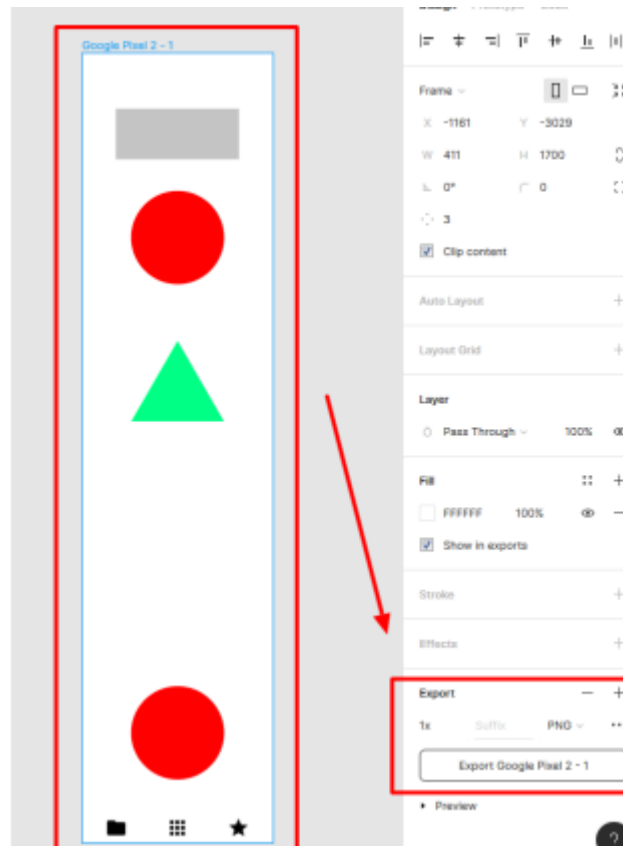 Google Pixel 2 - 1
Frame
X -1161 Y -3029
W 411 H 1700
0° 0
3
Clip content
Auto Layout
Layout Grid
Layer
Pass Through 100%
Fill
FFFFFF 100%
Show in exports
Stroke
Effects
Export
1x Suffix PNG
Export Google Pixel 2 - 1
Preview
?